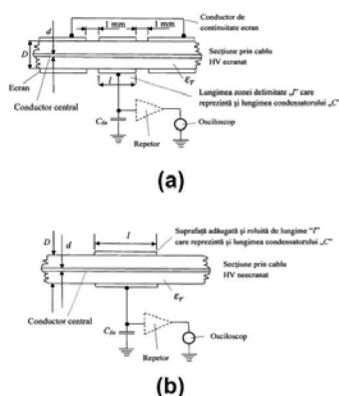 Conductor de
continuitate ecran
1 mm
1 mm
d
D
Secțiune prin cablu
HV ecranat
εr
Ecran
Conductor central
l
Lungimea zonei delimitate „l” care
reprezintă și lungimea condensatorului „C”
Repetor
Osciloscop
(a)
Suprafață adăugată și rulată de lungime "l"
care reprezintă și lungimea condensatorului „C”
D
d
l
Secțiune prin cablu
HV neecranat
εr
Conductor central
Repetor
Osciloscop
(b)